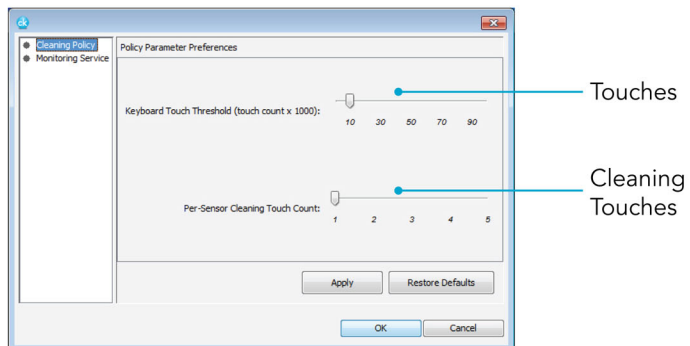 ck
Cleaning Policy
Monitoring Service
Policy Parameter Preferences
Keyboard Touch Threshold (touch count x 1000):
10 30 50 70 90
Touches
Per-Sensor Cleaning Touch Count:
1 2 3 4 5
Cleaning
Touches
Apply
Restore Defaults
OK
Cancel